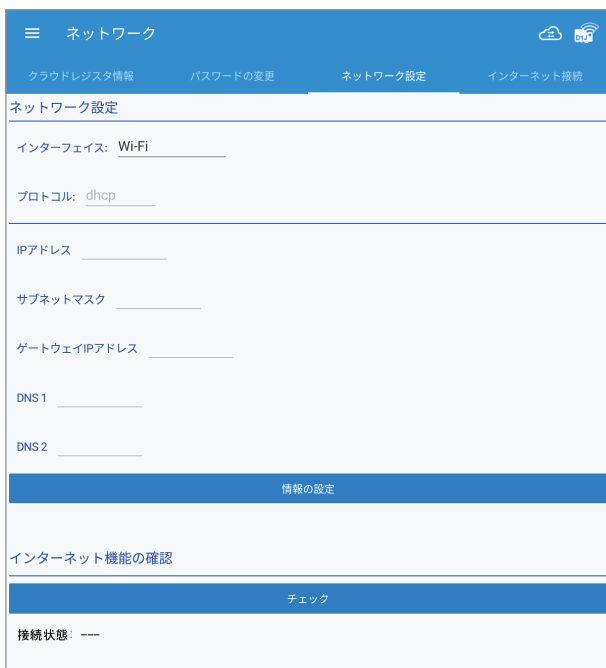 ネットワーク
D1J
クラウドレジスタ情報 パスワードの変更 ネットワーク設定 インターネット接続
ネットワーク設定
インターフェイス: Wi-Fi
プロトコル: dhcp
IPアドレス
サブネットマスク
ゲートウェイIPアドレス
DNS 1
DNS 2
情報の設定
インターネット機能の確認
チェック
接続状態: ---